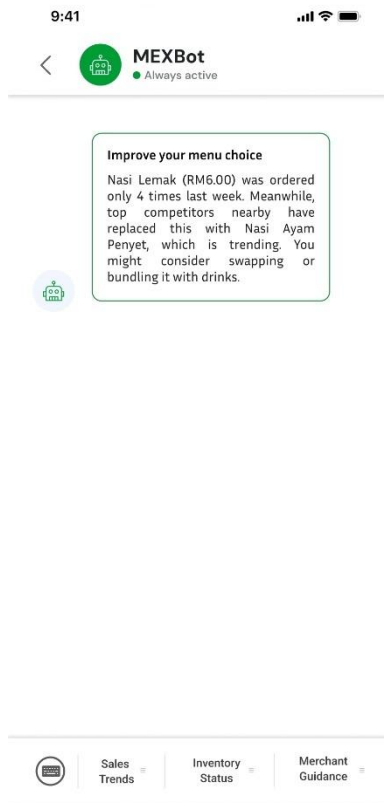 9:41
MEXBot
Always active
Improve your menu choice
Nasi Lemak (RM6.00) was ordered
only 4 times last week. Meanwhile,
top competitors nearby have
replaced this with Nasi Ayam
Penyet, which is trending. You
might consider swapping or
bundling it with drinks.
Sales
Trends
Inventory
Status
Merchant
Guidance